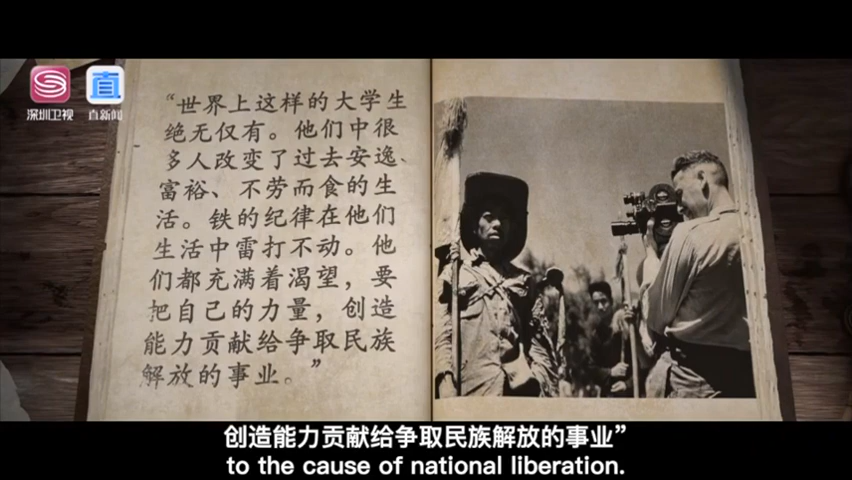 深圳卫视
直新闻
“世界上这样的大学生
绝无仅有。他们中很
多人改变了过去安逸、
富裕、不劳而食的生
活。铁的纪律在他们
生活中雷打不动。他
们都充满着渴望，要
把自己的力量，创造
能力贡献给争取民族
解放的事业。”
创造能力贡献给争取民族解放的事业”
to the cause of national liberation.